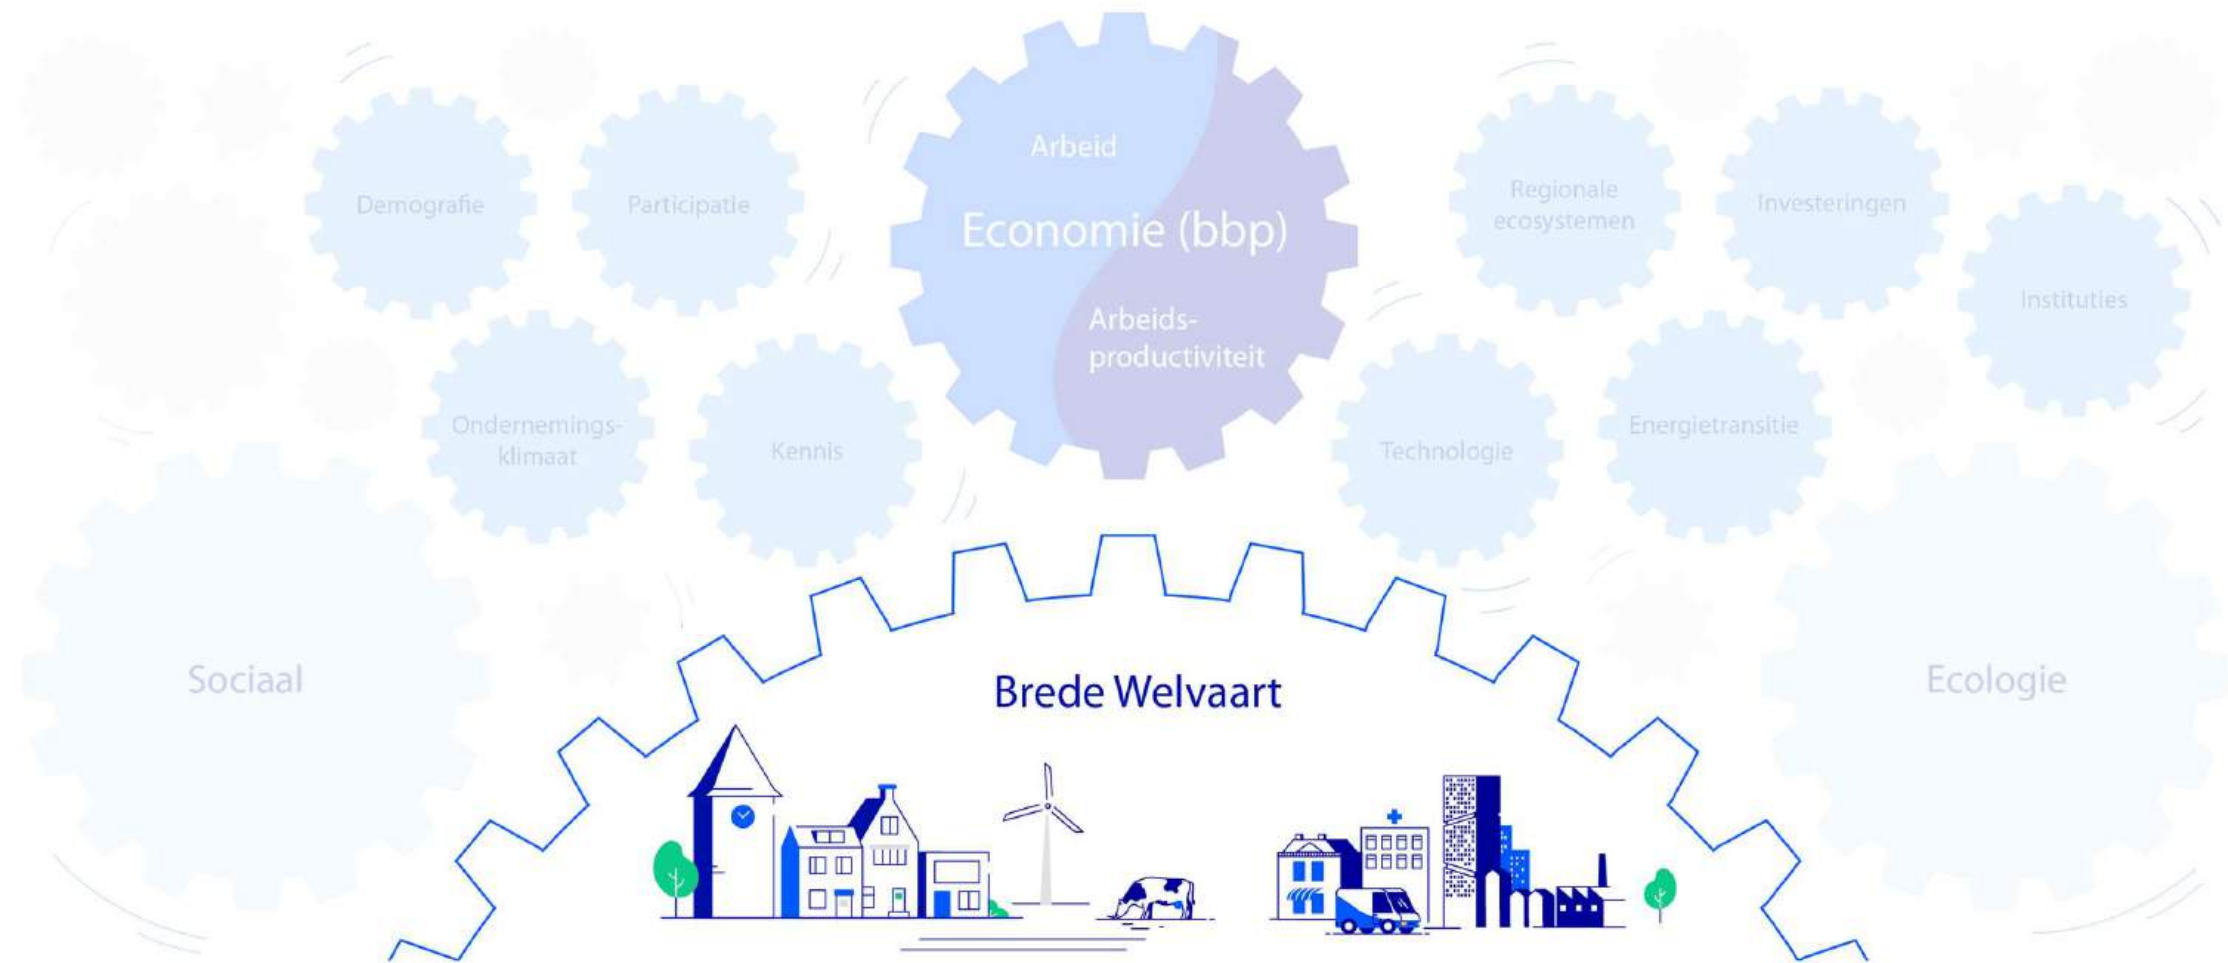 Demografie
Participatie
Ondernemings-
klimaat
Kennis
Arbeid
Economie (bbp)
Arbeids-
productiviteit
Regionale
ecosystemen
Investeringen
Instituties
Technologie
Energietransitie
Sociaal
Brede Welvaart
Ecologie